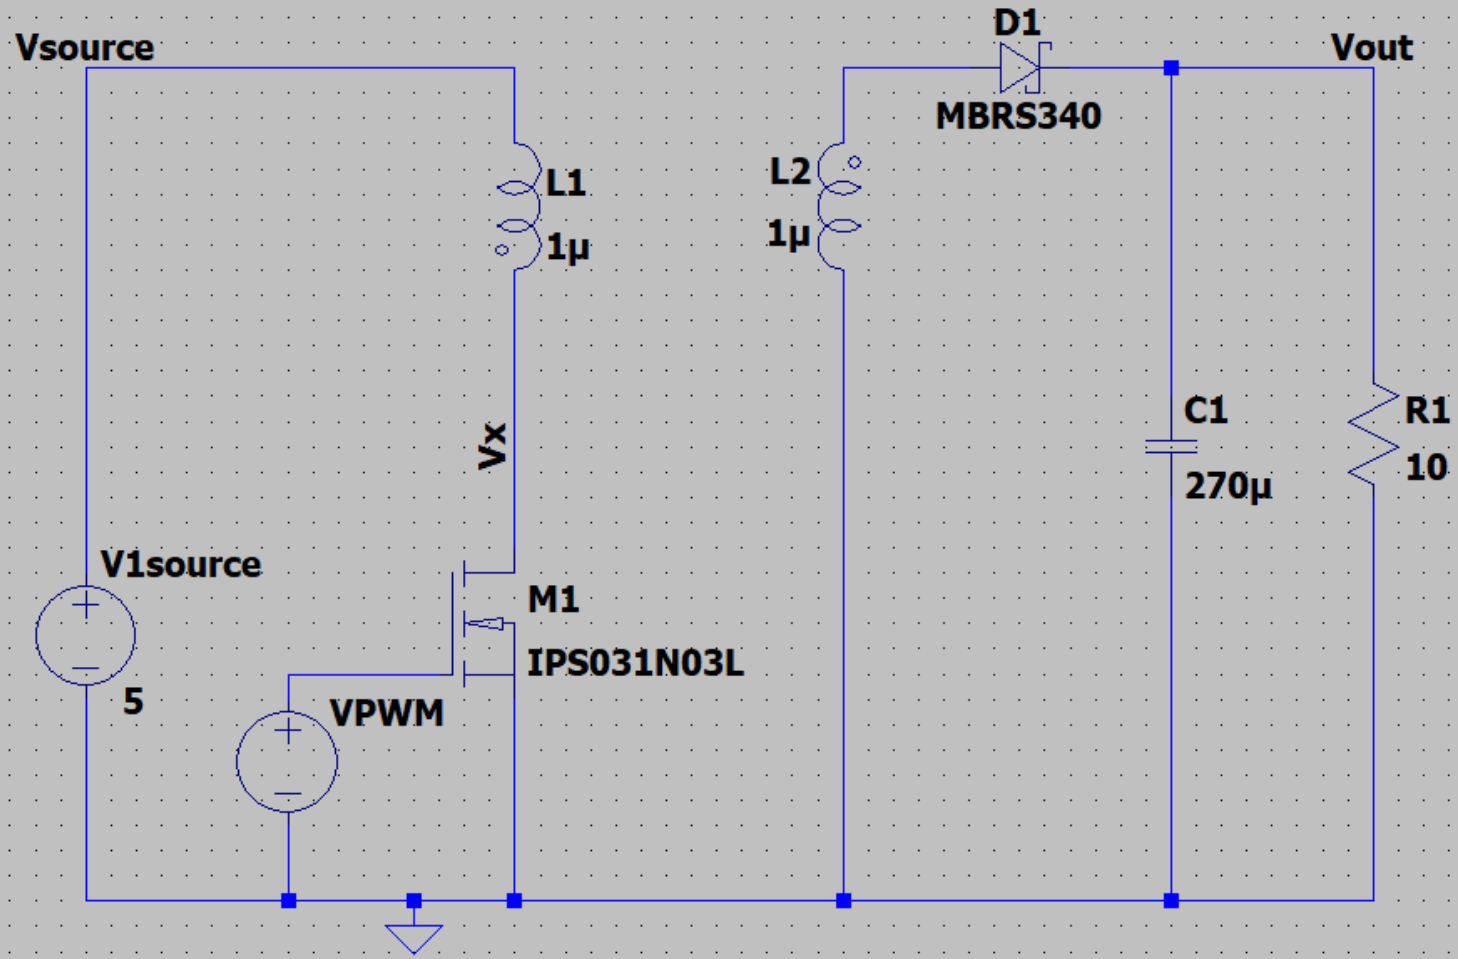 Vsource
D1
MBRS340
Vout
L1
1µ
L2
1µ
Vx
C1
270µ
R1
10
V1source
5
M1
IPS031N03L
VPWM